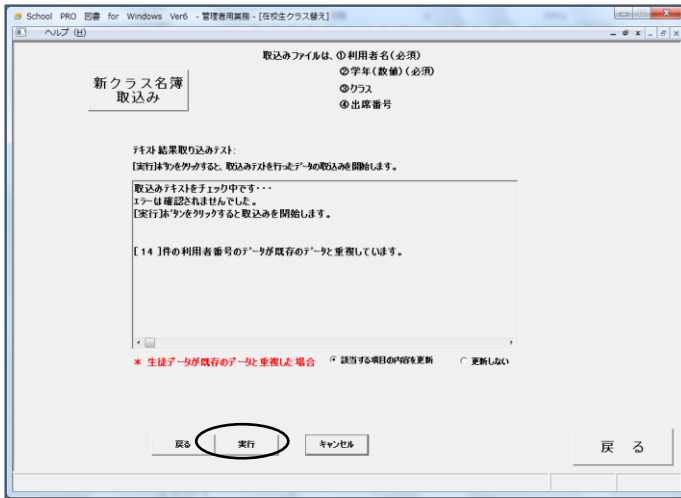 School PRO 図書 for Windows Ver6 - 管理者用業務 - [在校生クラス替え]
ヘルプ (H)
取込みファイルは、①利用者名(必須)
②学年(数値)(必須)
③クラス
④出席番号
新クラス名簿
取込み
テキスト結果取り込みテスト:
[実行]ボタンをクリックすると、取込みテストを行ったデータの取込みを開始します。
取込みテキストをチェック中です・・・
エラーは確認されませんでした。
[実行]ボタンをクリックすると取込みを開始します。
[ 14 ]件の利用者番号のデータが既存のデータと重複しています。
* 生徒データが既存のデータと重複した場合 該当する項目の内容を更新 更新しない
戻る 実行 キャンセル 戻る